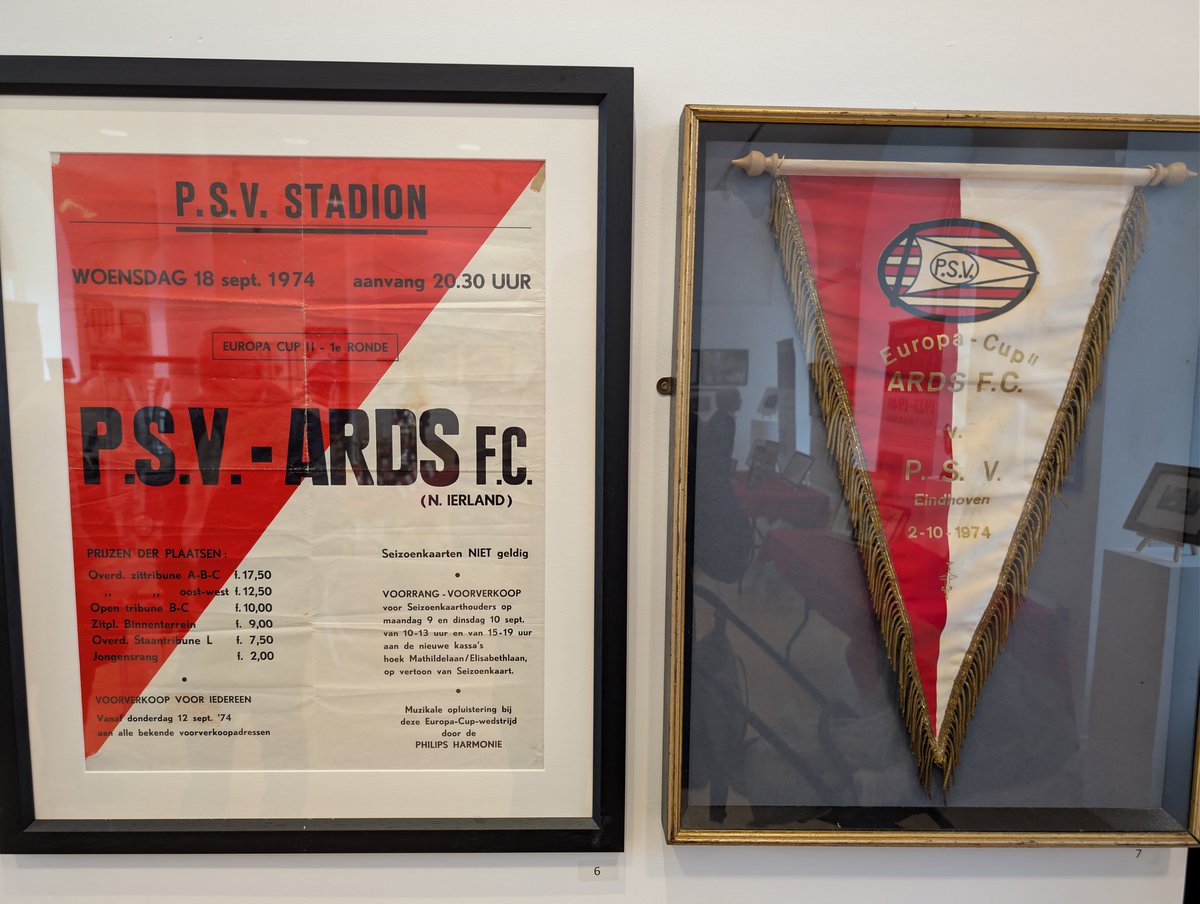 P.S.V. STADION
WOENSDAG 18 sept. 1974 aanvang 20.30 UUR
EUROPA CUP II - 1e RONDE
P.S.V. - ARDS F.C.
(N. IERLAND)
PRIJZEN DER PLAATSEN:
Overd. zittribune A-B-C f. 17,50
„ „ oost-west f. 12,50
Open tribune B-C f. 10,00
Zitpl. Binnenterrein f. 9,00
Overd. Staantribune L f. 7,50
Jongensrang f. 2,00
VOORVERKOOP VOOR IEDEREEN
Vanaf donderdag 12 sept. '74
aan alle bekende voorverkoopadressen
Seizoenkaarten NIET geldig
VOORRANG - VOORVERKOOP
voor Seizoenkaarthouders op
maandag 9 en dinsdag 10 sept.
van 10-13 uur en van 15-19 uur
aan de nieuwe kassa's
hoek Mathildelaan/Elisabethlaan,
op vertoon van Seizoenkaart.
Muzikale opluistering bij
deze Europa-Cup-wedstrijd
door de
PHILIPS HARMONIE
6
P.S.V.
Europa-Cup II
ARDS F.C.
v.
P. S. V.
Eindhoven
2-10-1974
7